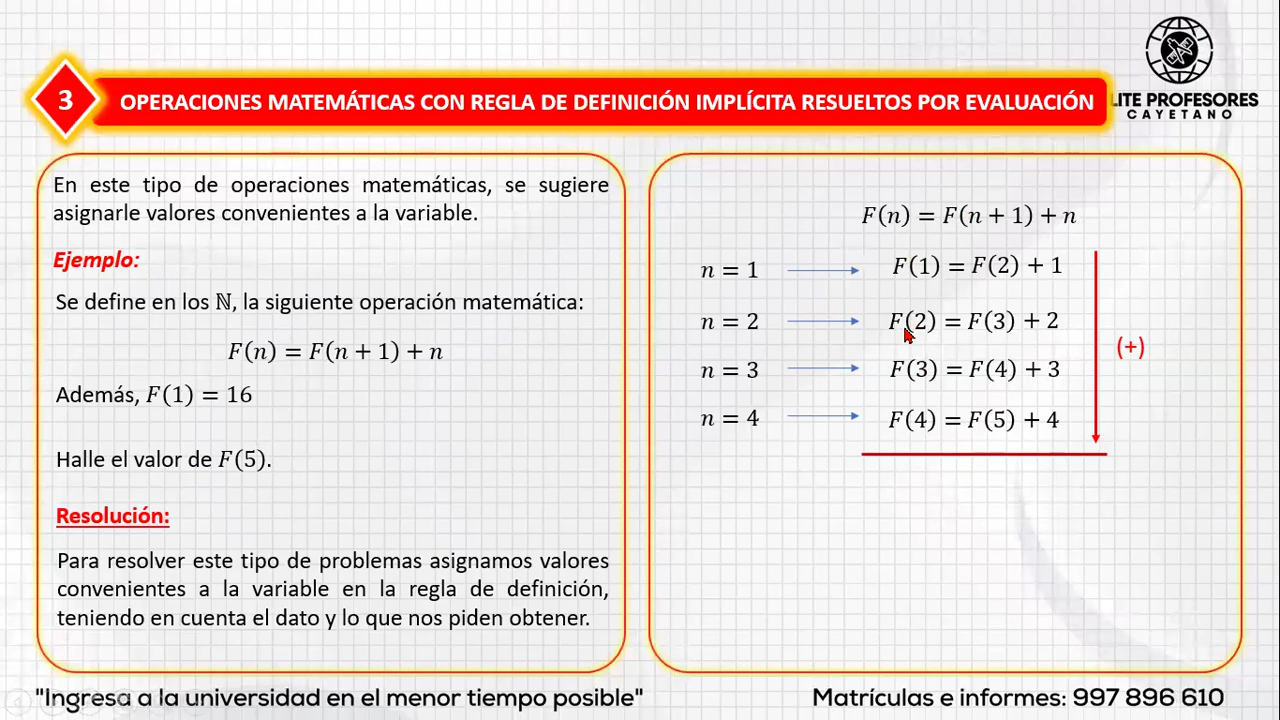 3
OPERACIONES MATEMÁTICAS CON REGLA DE DEFINICIÓN IMPLÍCITA RESUELTOS POR EVALUACIÓN
LITE PROFESORES
CAYETANO
En este tipo de operaciones matemáticas, se sugiere
asignarle valores convenientes a la variable.
Ejemplo:
Se define en los ℕ, la siguiente operación matemática:
F(n) = F(n + 1) + n
Además, F(1) = 16
Halle el valor de F(5).
Resolución:
Para resolver este tipo de problemas asignamos valores
convenientes a la variable en la regla de definición,
teniendo en cuenta el dato y lo que nos piden obtener.
F(n) = F(n + 1) + n
n = 1 F(1) = F(2) + 1
n = 2 F(2) = F(3) + 2
(+)
n = 3 F(3) = F(4) + 3
n = 4 F(4) = F(5) + 4
"Ingresa a la universidad en el menor tiempo posible"
Matrículas e informes: 997 896 610